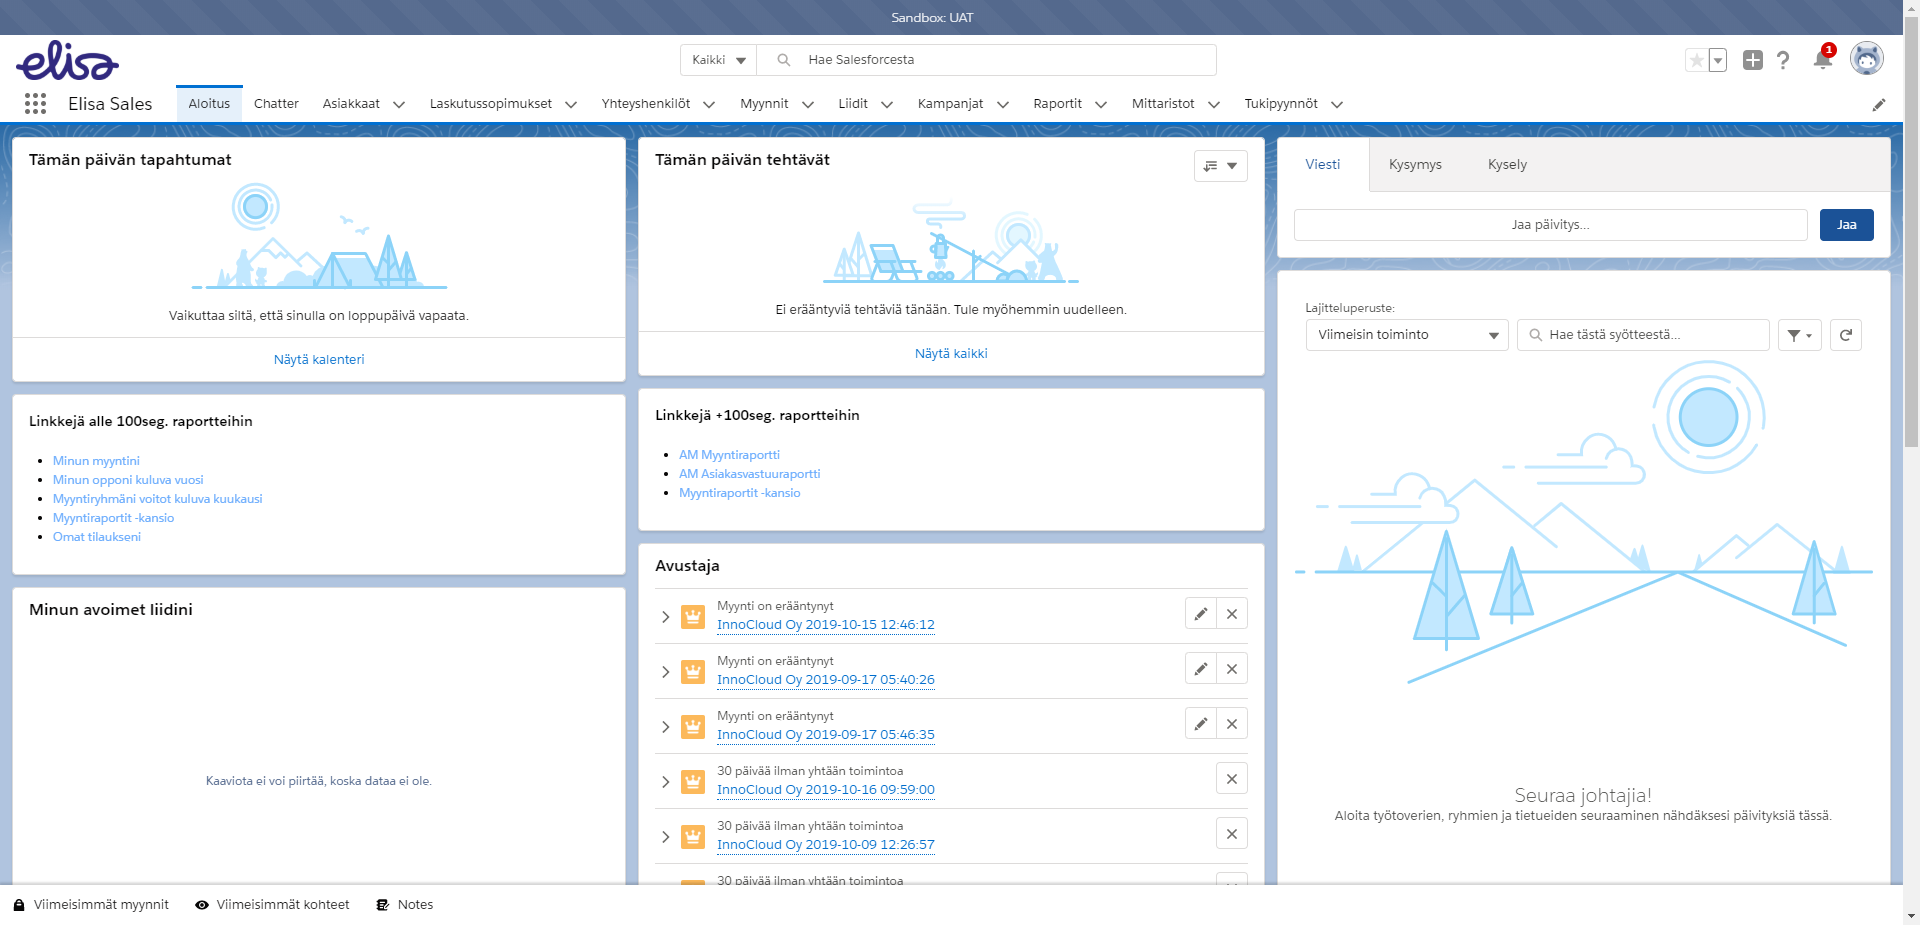 Sandbox: UAT
elisa
Kaikki
Hae Salesforcesta
1
Elisa Sales
Aloitus
Chatter
Asiakkaat
Laskutussopimukset
Yhteyshenkilöt
Myynnit
Liidit
Kampanjat
Raportit
Mittaristot
Tukipyynnöt
Tämän päivän tapahtumat
Vaikuttaa siltä, että sinulla on loppupäivä vapaata.
Näytä kalenteri
Linkkejä alle 100seg. raportteihin
Minun myyntini
Minun opponi kuluva vuosi
Myyntiryhmäni voitot kuluva kuukausi
Myyntiraportit -kansio
Omat tilaukseni
Minun avoimet liidini
Kaaviota ei voi piirtää, koska dataa ei ole.
Tämän päivän tehtävät
Ei erääntyviä tehtäviä tänään. Tule myöhemmin uudelleen.
Näytä kaikki
Linkkejä +100seg. raportteihin
AM Myyntiraportti
AM Asiakasvastuuraportti
Myyntiraportit -kansio
Avustaja
Myynti on erääntynyt
InnoCloud Oy 2019-10-15 12:46:12
Myynti on erääntynyt
InnoCloud Oy 2019-09-17 05:40:26
Myynti on erääntynyt
InnoCloud Oy 2019-09-17 05:46:35
30 päivää ilman yhtään toimintoa
InnoCloud Oy 2019-10-16 09:59:00
30 päivää ilman yhtään toimintoa
InnoCloud Oy 2019-10-09 12:26:57
30 päivää ilman yhtään toimintoa
Viesti
Kysymys
Kysely
Jaa päivitys...
Jaa
Lajitteluperuste:
Viimeisin toiminto
Hae tästä syötteestä...
Seuraa johtajia!
Aloita työtoverien, ryhmien ja tietueiden seuraaminen nähdäksesi päivityksiä tässä.
Viimeisimmät myynnit
Viimeisimmät kohteet
Notes